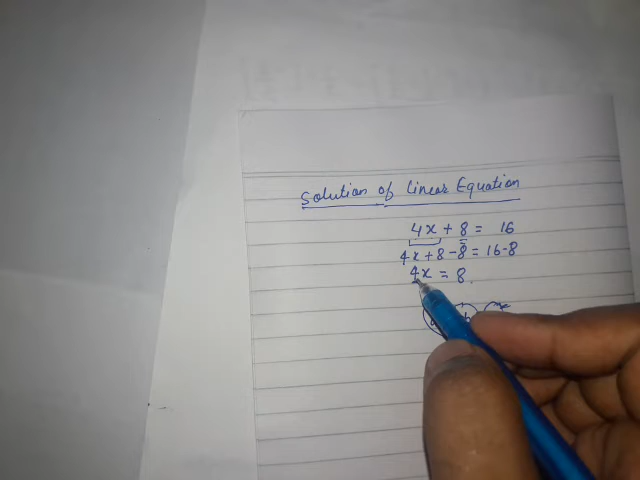 Solution of Linear Equation
4x + 8 = 16
4x + 8 - 8 = 16-8
4x = 8